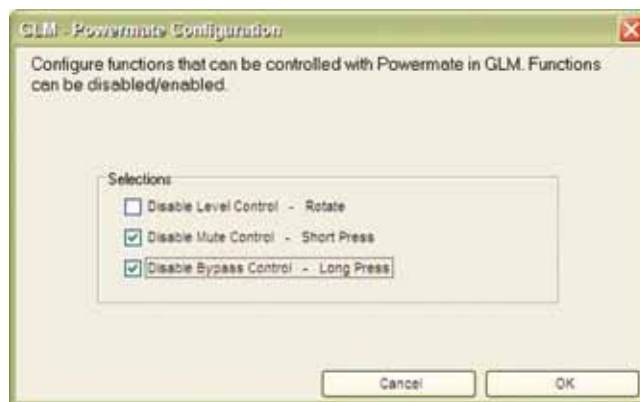 GLM - Powermate Configuration
Configure functions that can be controlled with Powermate in GLM. Functions
can be disabled/enabled.
Selections
Disable Level Control - Rotate
Disable Mute Control - Short Press
Disable Bypass Control - Long Press
Cancel
OK